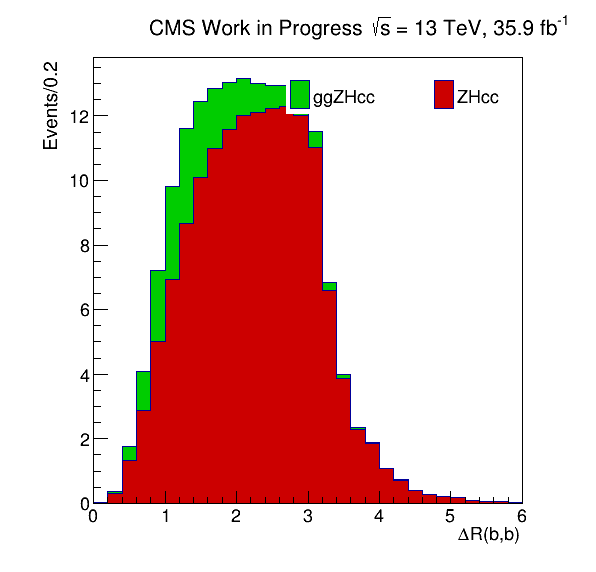 CMS Work in Progress √s = 13 TeV, 35.9 fb⁻¹
Events/0.2
ggZHcc ZHcc
12
10
8
6
4
2
0
0 1 2 3 4 5 6
ΔR(b,b)